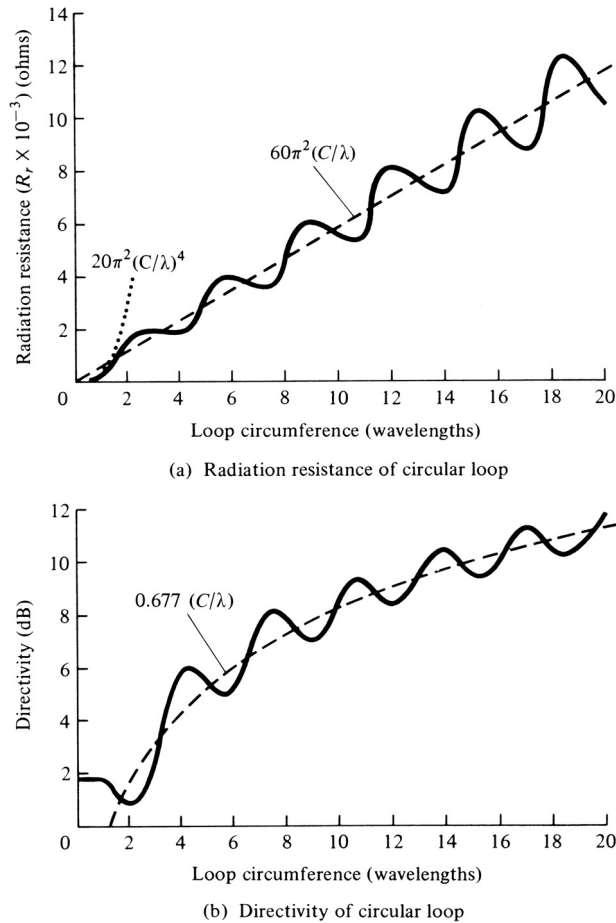 Radiation resistance (Rᵣ × 10⁻³) (ohms)
14
12
10
8
6
4
2
0
60π²(C/λ)
20π²(C/λ)⁴
2 4 6 8 10 12 14 16 18 20
Loop circumference (wavelengths)
(a) Radiation resistance of circular loop
Directivity (dB)
12
10
8
6
4
2
0
0.677 (C/λ)
2 4 6 8 10 12 14 16 18 20
Loop circumference (wavelengths)
(b) Directivity of circular loop